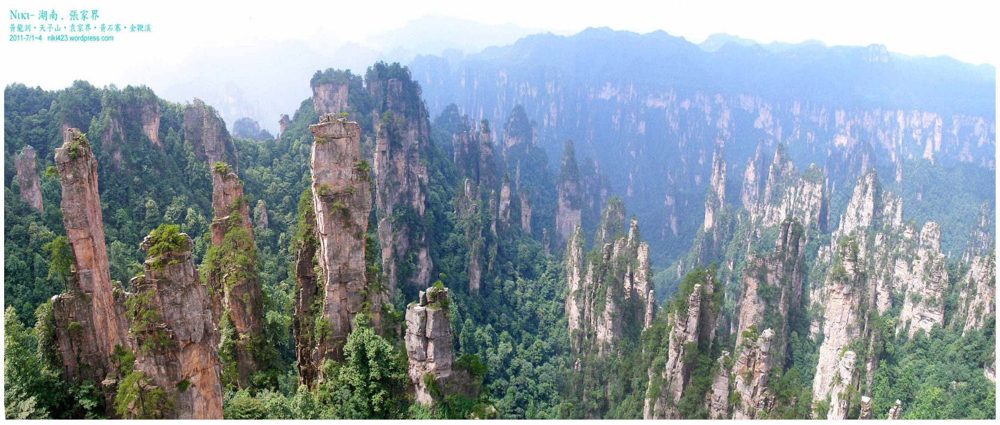 Niki- 湖南 . 張家界
黃龍洞‧天子山‧袁家界‧黃石寨‧金鞭溪
2011-7/1~4 niki423.wordpress.com